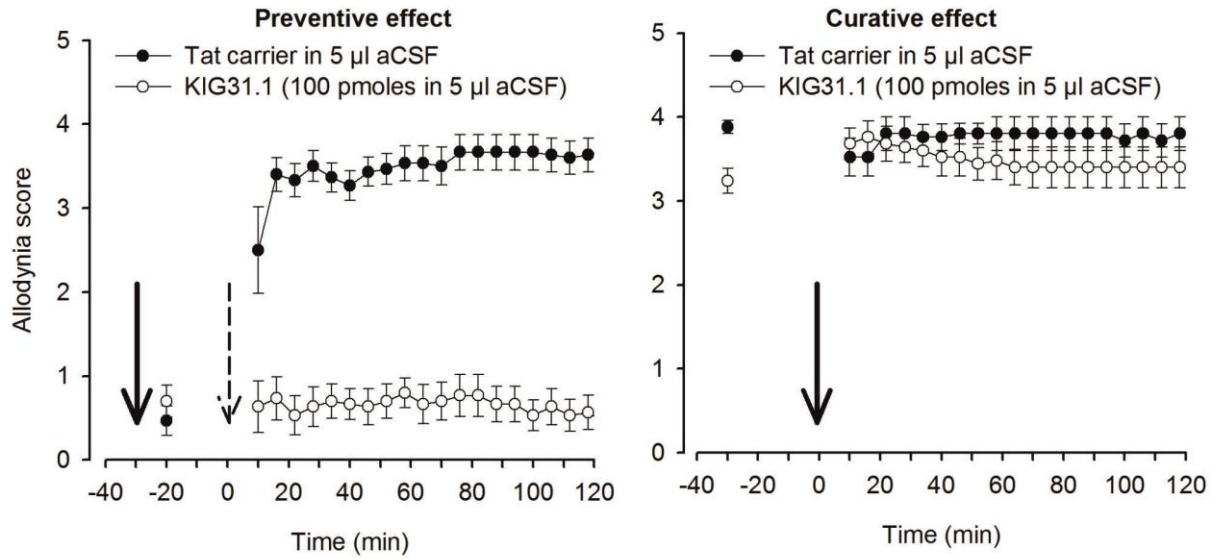 Preventive effect
Tat carrier in 5 µl aCSF
KIG31.1 (100 pmoles in 5 µl aCSF)
Allodynia score
5
4
3
2
1
0
-40 -20 0 20 40 60 80 100 120
Time (min)
Curative effect
Tat carrier in 5 µl aCSF
KIG31.1 (100 pmoles in 5 µl aCSF)
5
4
3
2
1
0
-40 -20 0 20 40 60 80 100 120
Time (min)